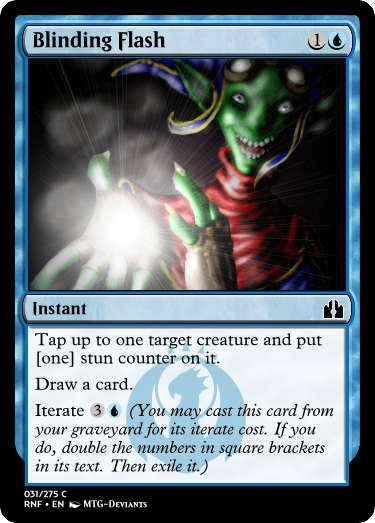 Blinding Flash 1
Instant
Tap up to one target creature and put
[one] stun counter on it.
Draw a card.
Iterate 3 (You may cast this card from
your graveyard for its iterate cost. If you
do, double the numbers in square brackets
in its text. Then exile it.)
031/275 C
RNF • EN MTG-Deviants